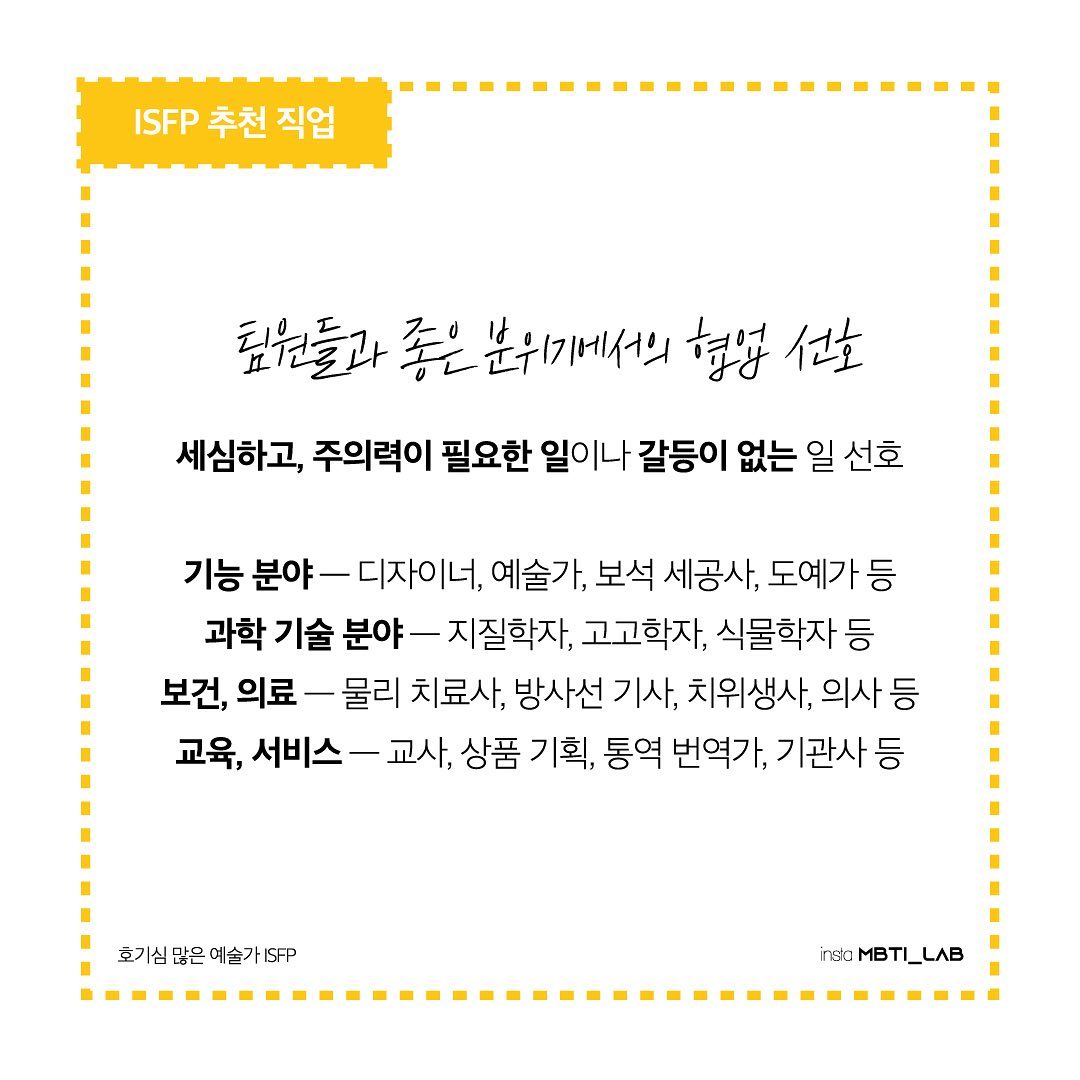 ISFP 추천 직업
팀원들과 좋은 분위기에서의 협업 선호
세심하고, 주의력이 필요한 일이나 갈등이 없는 일 선호
기능 분야 — 디자이너, 예술가, 보석 세공사, 도예가 등
과학 기술 분야 — 지질학자, 고고학자, 식물학자 등
보건, 의료 — 물리 치료사, 방사선 기사, 치위생사, 의사 등
교육, 서비스 — 교사, 상품 기획, 통역 번역가, 기관사 등
호기심 많은 예술가 ISFP
insta MBTI_LAB